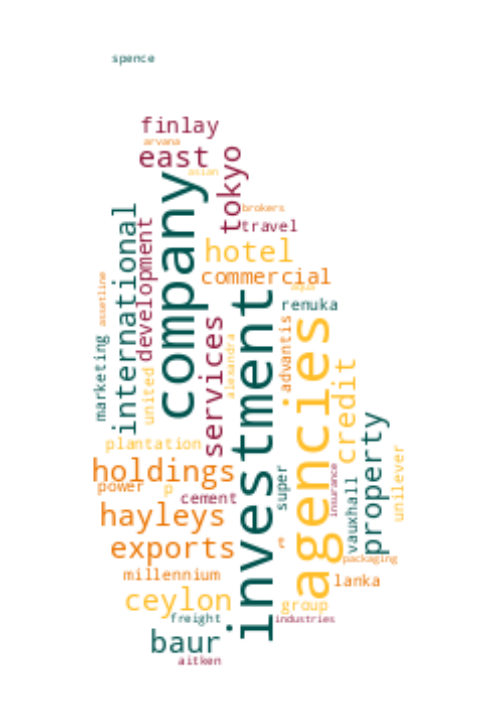 spence
finlay
arvana
east
asian
tokyo
company
brokers
travel
international
development
hotel
commercial
assetline
aqua
investment
renuka
marketing
services
advantis
agencies
alexandra
united
credit
property
plantation
unilever
holdings
power
p
cement
super
insurance
vauxhall
hayleys
exports
et
packaging
millennium
lanka
ceylon
group
freight
industries
baur
aitken